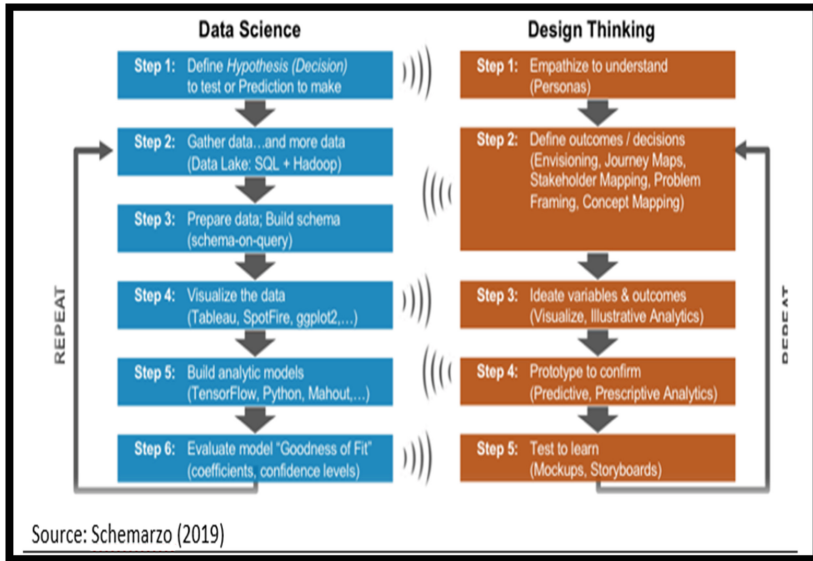 Data Science
Step 1: Define Hypothesis (Decision)
to test or Prediction to make
Step 2: Gather data…and more data
(Data Lake: SQL + Hadoop)
Step 3: Prepare data; Build schema
(schema-on-query)
Step 4: Visualize the data
(Tableau, SpotFire, ggplot2,…)
Step 5: Build analytic models
(TensorFlow, Python, Mahout,…)
Step 6: Evaluate model “Goodness of Fit”
(coefficients, confidence levels)
REPEAT
Design Thinking
Step 1: Empathize to understand
(Personas)
Step 2: Define outcomes / decisions
(Envisioning, Journey Maps,
Stakeholder Mapping, Problem
Framing, Concept Mapping)
Step 3: Ideate variables & outcomes
(Visualize, Illustrative Analytics)
Step 4: Prototype to confirm
(Predictive, Prescriptive Analytics)
Step 5: Test to learn
(Mockups, Storyboards)
REPEAT
Source: Schemarzo (2019)